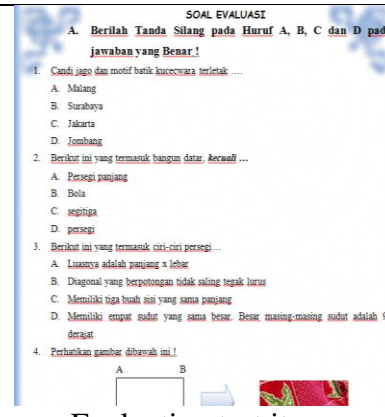 SOAL EVALUASI
A. Berilah Tanda Silang pada Huruf A, B, C dan D pad
jawaban yang Benar !
1. Candi jago dan motif batik kucecwara terletak ….
A. Malang
B. Surabaya
C. Jakarta
D. Jombang
2. Berikut ini yang termasuk bangun datar, kecuali …
A. Persegi panjang
B. Bola
C. segitiga
D. persegi
3. Berikut ini yang termasuk ciri-ciri persegi…
A. Luasnya adalah panjang x lebar
B. Diagonal yang berpotongan tidak saling tegak lurus
C. Memiliki tiga buah sisi yang sama panjang
D. Memiliki empat sudut yang sama besar. Besar masing-masing sudut adalah 9
derajat
4. Perhatikan gambar dibawah ini !
A B